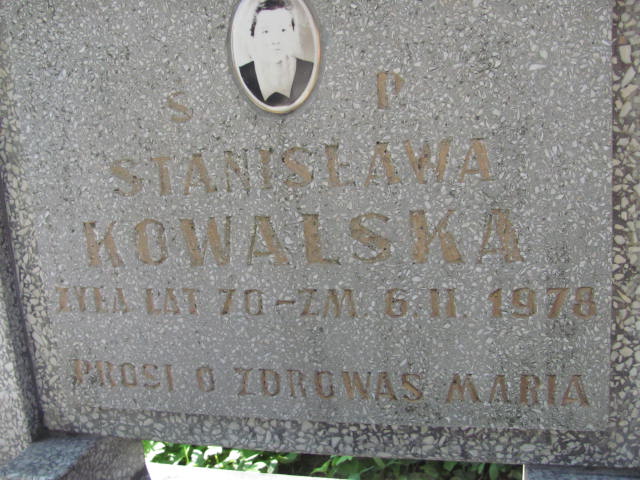 S P
STANISŁAWA
KOWALSKA
ŻYŁA LAT 70-ZM. 6.II.1978
PROSI O ZDROWAŚ MARIA